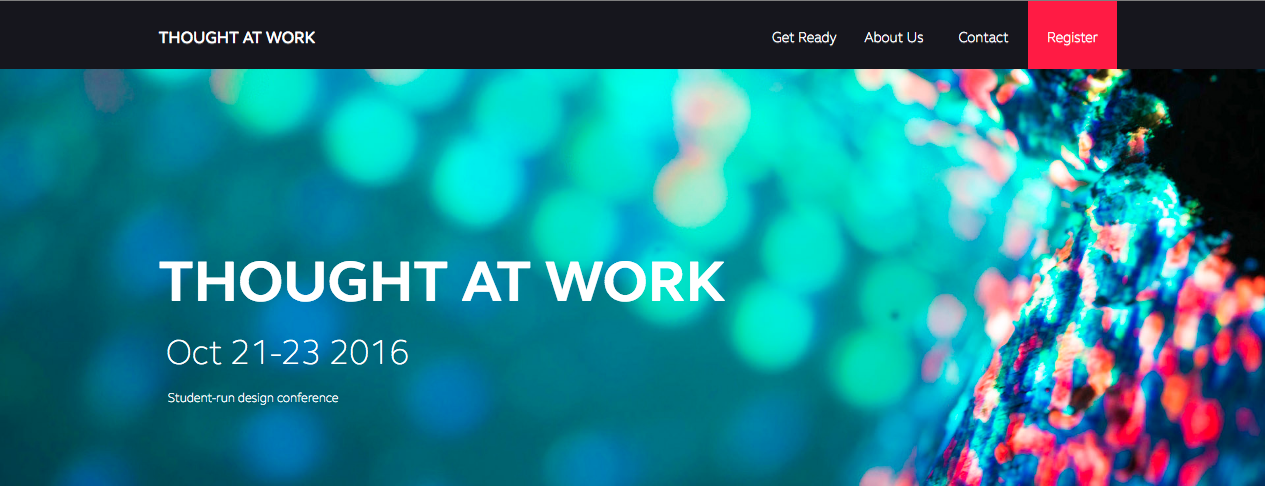 THOUGHT AT WORK
Get Ready
About Us
Contact
Register
THOUGHT AT WORK
Oct 21-23 2016
Student-run design conference